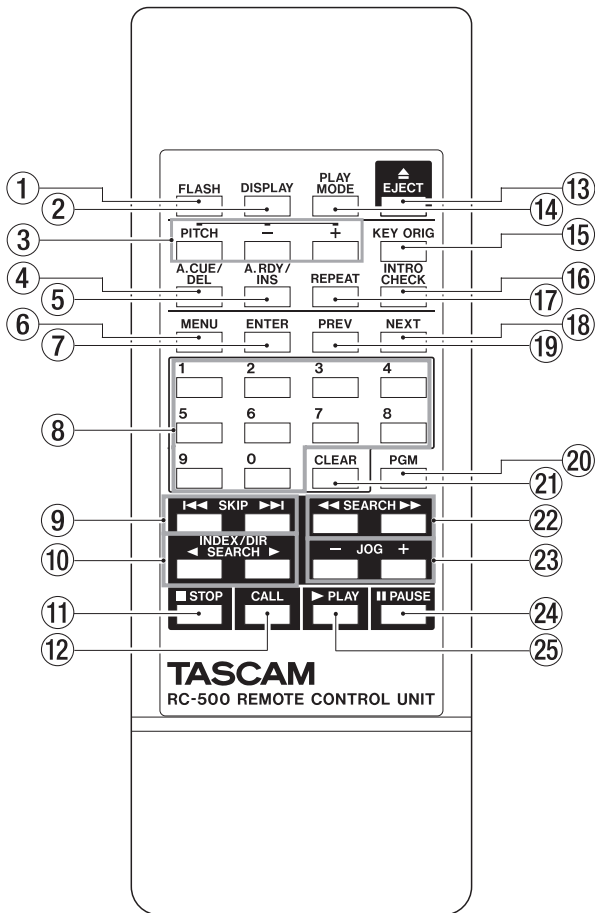 PLAY
FLASH DISPLAY MODE EJECT
1 13
2 14
PITCH − + KEY ORIG
3 15
A.CUE/ A.RDY/ INTRO
DEL INS REPEAT CHECK
4 16
5 17
MENU ENTER PREV NEXT
6 18
7 19
1 2 3 4
5 6 7 8
8
9 0 CLEAR PGM
20
21
SKIP SEARCH
9 22
INDEX/DIR
SEARCH − JOG +
10 23
STOP CALL PLAY PAUSE
11 24
12 25
TASCAM
RC-500 REMOTE CONTROL UNIT